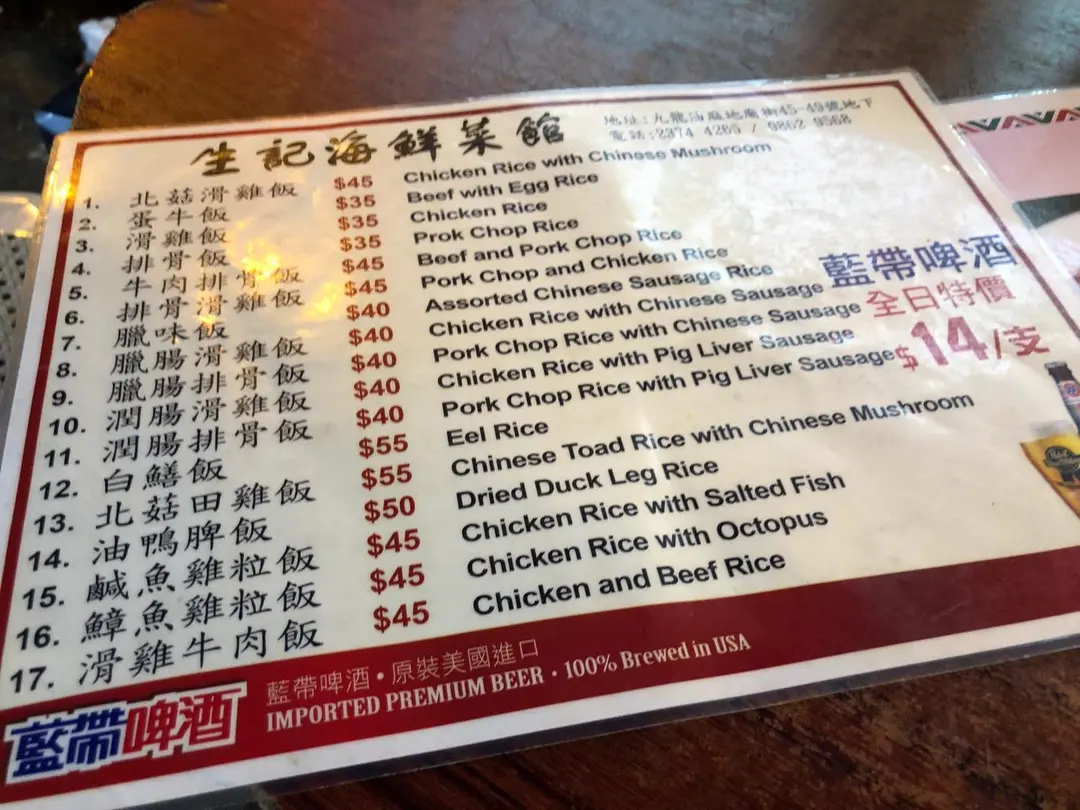 生記海鮮菜館
地址:九龍油麻地廟街45-49號地下
電話:2374 4265 / 9862 9568
1. 北菇滑雞飯 $45 Chicken Rice with Chinese Mushroom
2. 蛋牛飯 $35 Beef with Egg Rice
3. 滑雞飯 $35 Chicken Rice
4. 排骨飯 $35 Prok Chop Rice
5. 牛肉排骨飯 $45 Beef and Pork Chop Rice
6. 排骨滑雞飯 $45 Pork Chop and Chicken Rice
7. 臘味飯 $40 Assorted Chinese Sausage Rice
8. 臘腸滑雞飯 $40 Chicken Rice with Chinese Sausage
9. 臘腸排骨飯 $40 Pork Chop Rice with Chinese Sausage
10. 潤腸滑雞飯 $40 Chicken Rice with Pig Liver Sausage
11. 潤腸排骨飯 $40 Pork Chop Rice with Pig Liver Sausage
12. 白鱔飯 $55 Eel Rice
13. 北菇田雞飯 $55 Chinese Toad Rice with Chinese Mushroom
14. 油鴨脾飯 $50 Dried Duck Leg Rice
15. 鹹魚雞粒飯 $45 Chicken Rice with Salted Fish
16. 鱆魚雞粒飯 $45 Chicken Rice with Octopus
17. 滑雞牛肉飯 $45 Chicken and Beef Rice
藍帶啤酒
全日特價
$14/支
藍帶啤酒
藍帶啤酒・原裝美國進口
IMPORTED PREMIUM BEER · 100% Brewed in USA